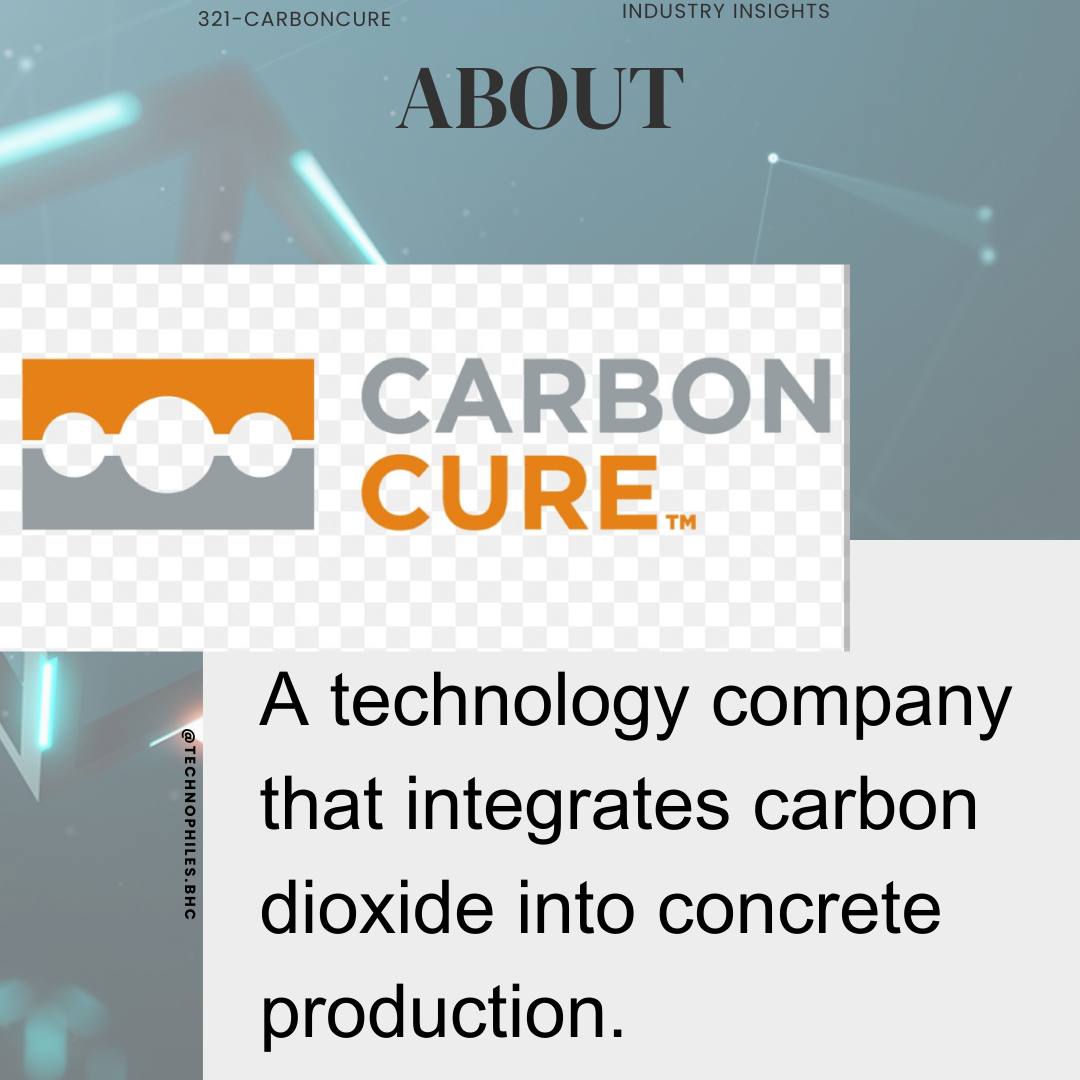 321-CARBONCURE
INDUSTRY INSIGHTS
ABOUT
CARBON
CURE™
A technology company
that integrates carbon
dioxide into concrete
production.
@TECHNOPHILES.BHC